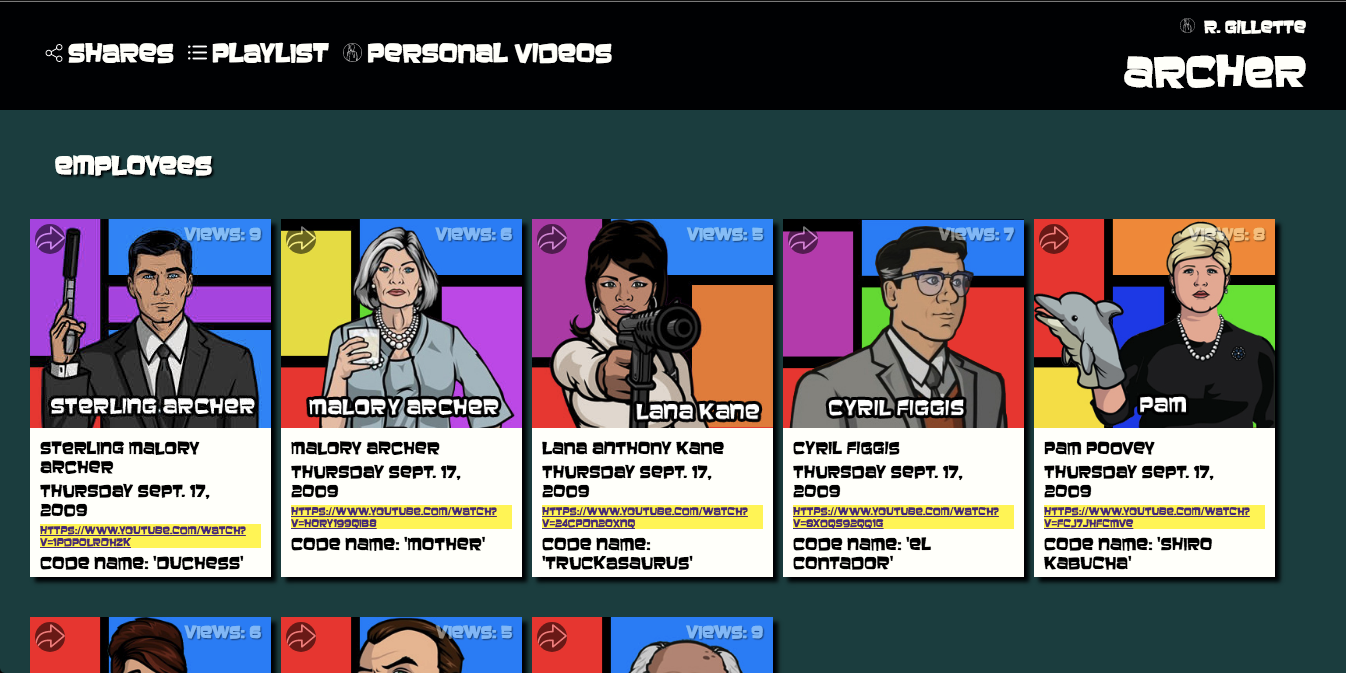 SHARES PLAYLIST PERSONAL VIDEOS
R. GILLETTE
ARCHER
EMPLOYEES
VIEWS: 9
STERLING ARCHER
STERLING MALORY
ARCHER
THURSDAY SEPT. 17,
2009
HTTPS://WWW.YOUTUBE.COM/WATCH?
CODE NAME: 'DUCHESS'
VIEWS: 6
MALORY ARCHER
MALORY ARCHER
THURSDAY SEPT. 17,
2009
HTTPS://WWW.YOUTUBE.COM/WATCH?
CODE NAME: 'MOTHER'
VIEWS: 5
LANA KANE
LANA ANTHONY KANE
THURSDAY SEPT. 17,
2009
HTTPS://WWW.YOUTUBE.COM/WATCH?
CODE NAME:
'TRUCKASAURUS'
VIEWS: 7
CYRIL FIGGIS
CYRIL FIGGIS
THURSDAY SEPT. 17,
2009
HTTPS://WWW.YOUTUBE.COM/WATCH?
CODE NAME: 'EL
CONTADOR'
VIEWS: 8
PAM
PAM POOVEY
THURSDAY SEPT. 17,
2009
HTTPS://WWW.YOUTUBE.COM/WATCH?
CODE NAME: 'SHIRO
KABUCHA'
VIEWS: 6
VIEWS: 5
VIEWS: 9